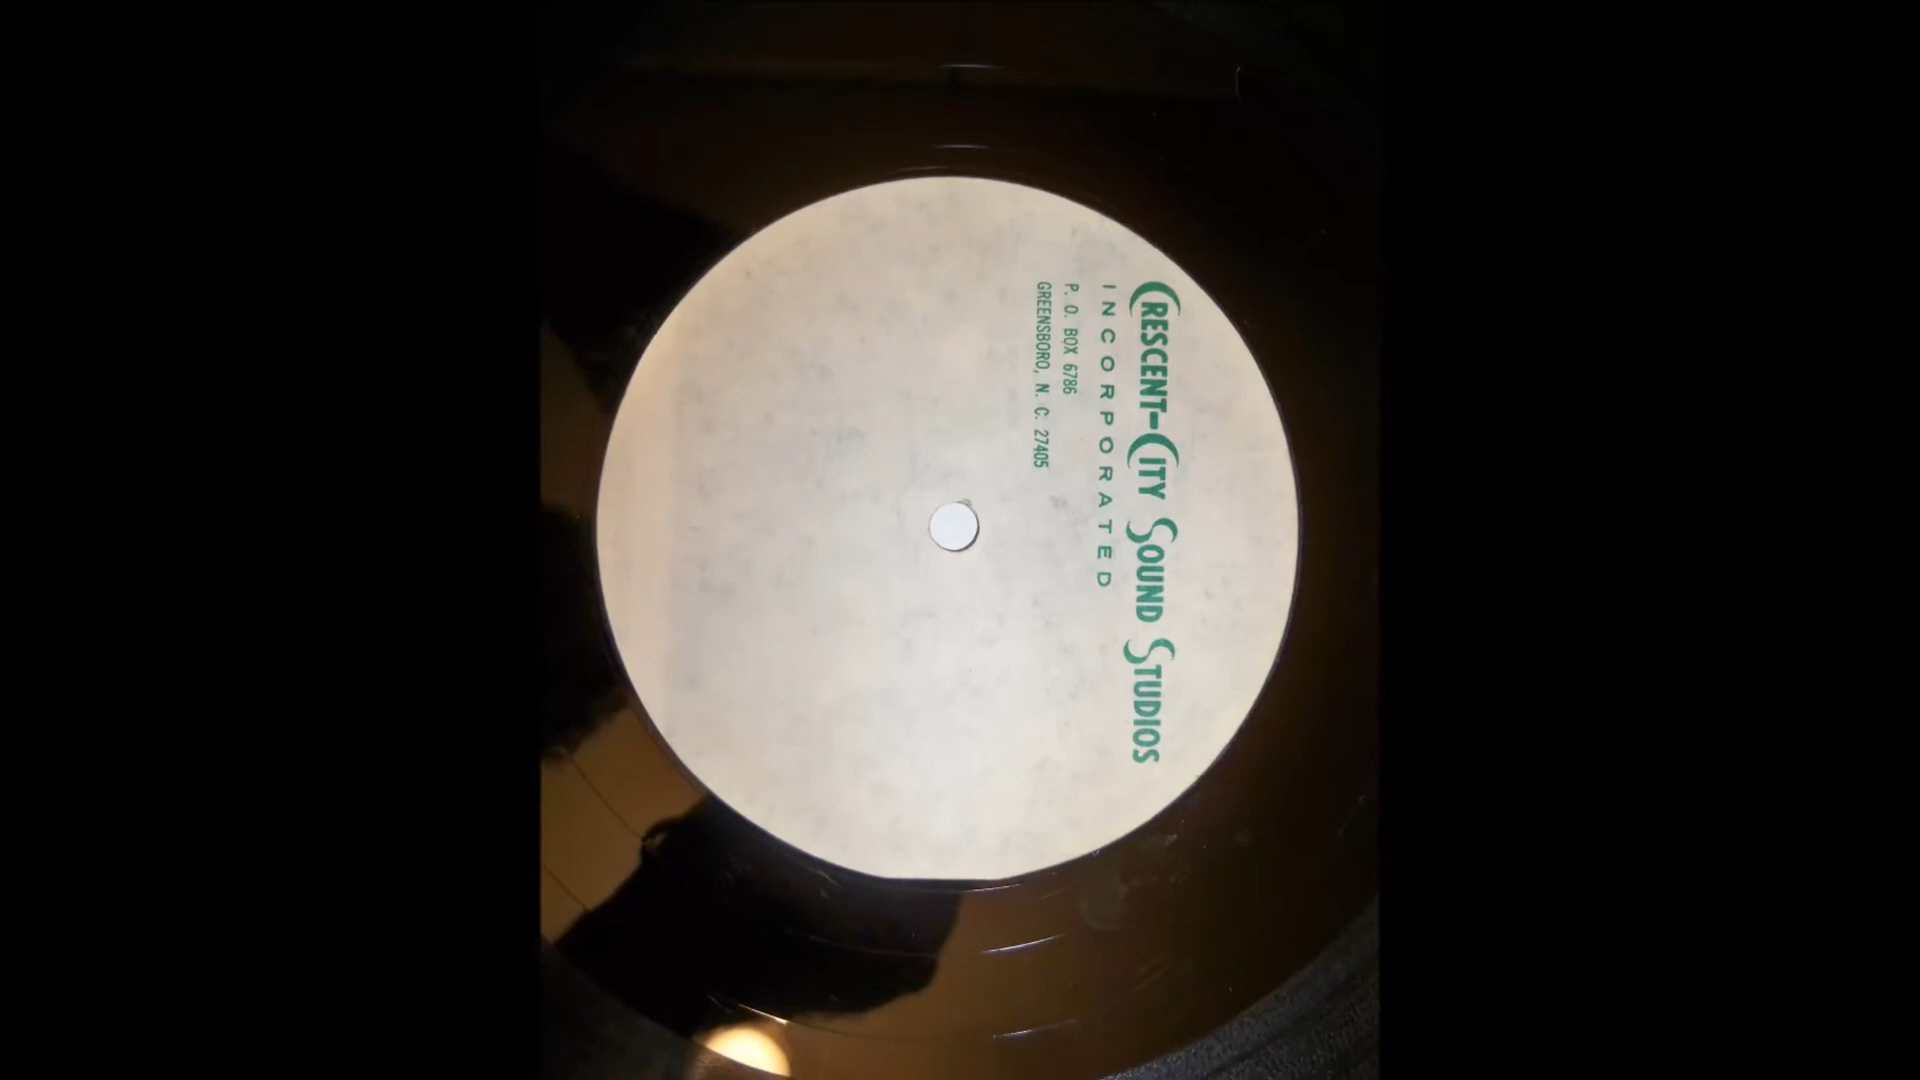 CRESCENT-CITY SOUND STUDIOS
INCORPORATED
P. O. BOX 6786
GREENSBORO, N. C. 27405